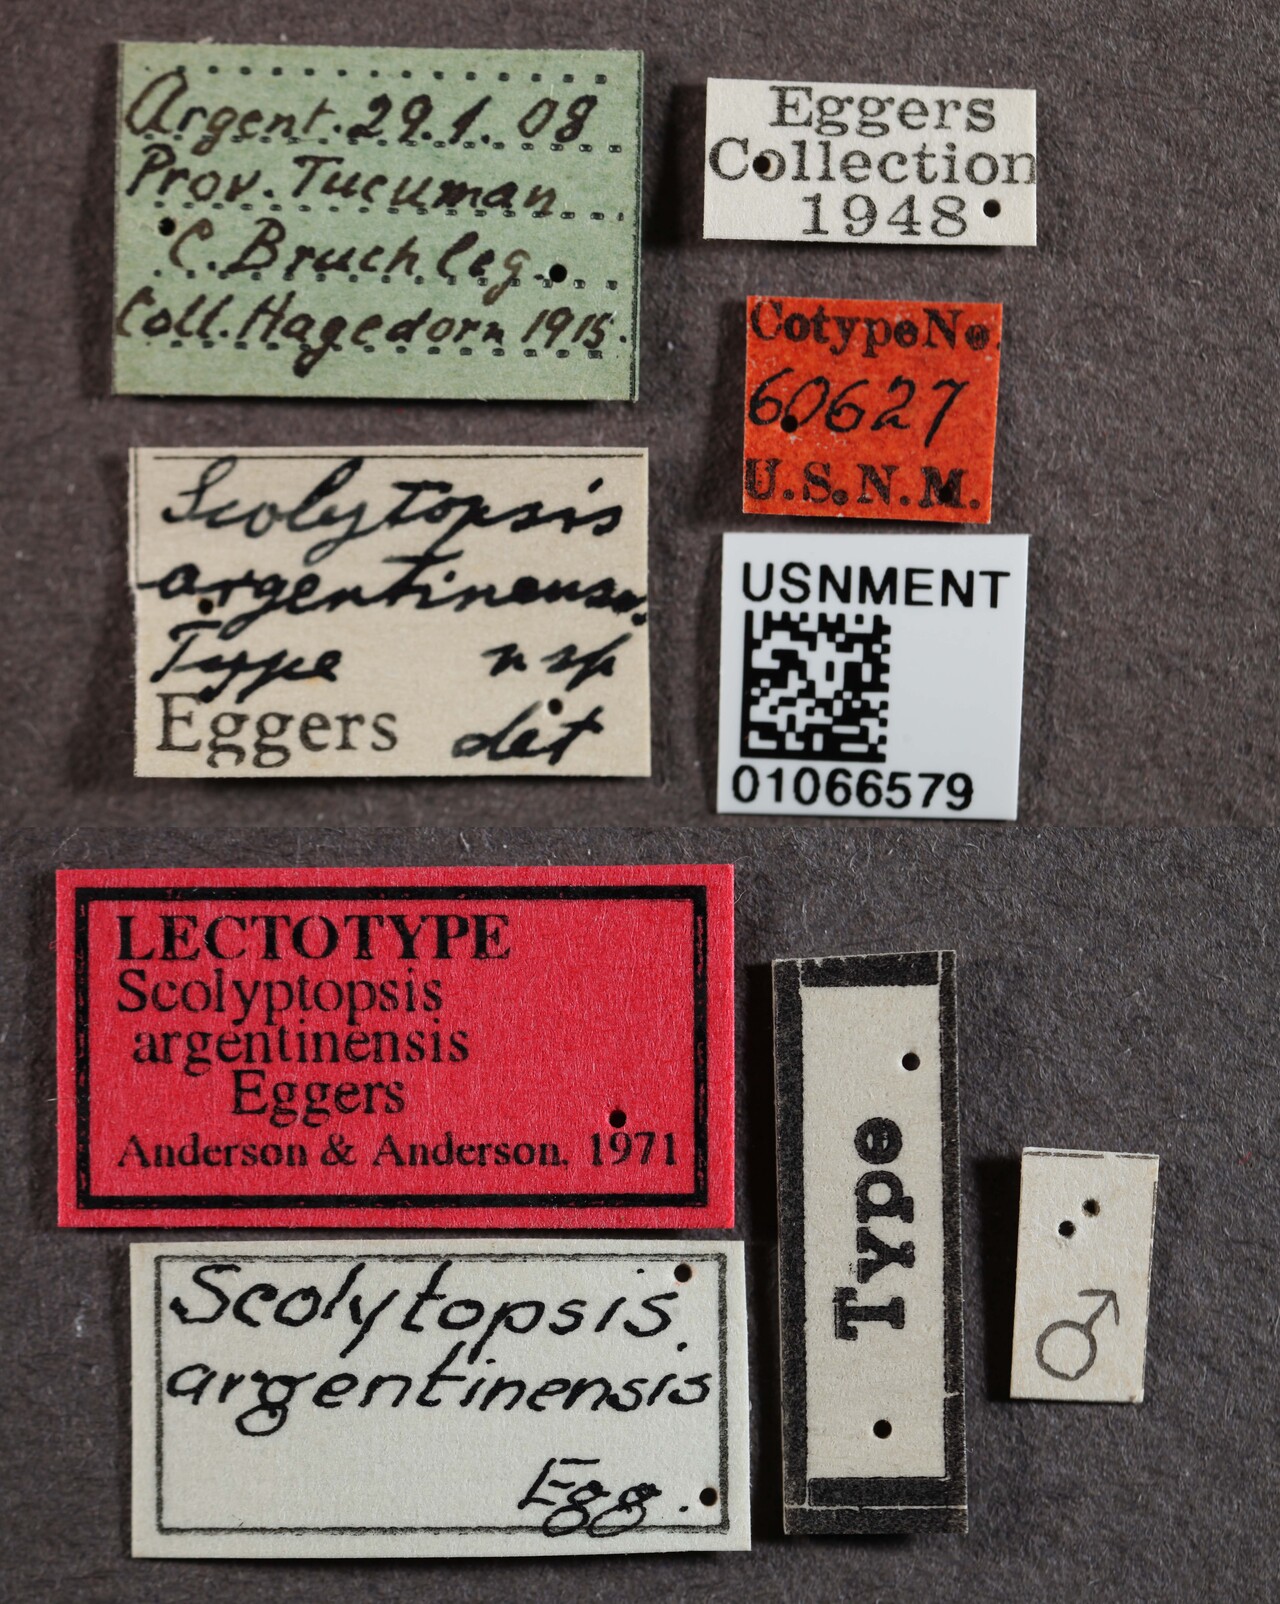 Argent. 29.1. 08
Prov. Tucuman
C. Bruch leg.
Coll. Hagedorn 1915.
Eggers
Collection
1948
Cotype No.
60627
U.S.N.M.
Scolytopsis
Type n sp
Eggers det
USNMENT
01066579
LECTOTYPE
Scolyptopsis
argentinensis
Eggers
Anderson & Anderson, 1971
Type
♂
Scolytopsis
argentinensis
Egg.